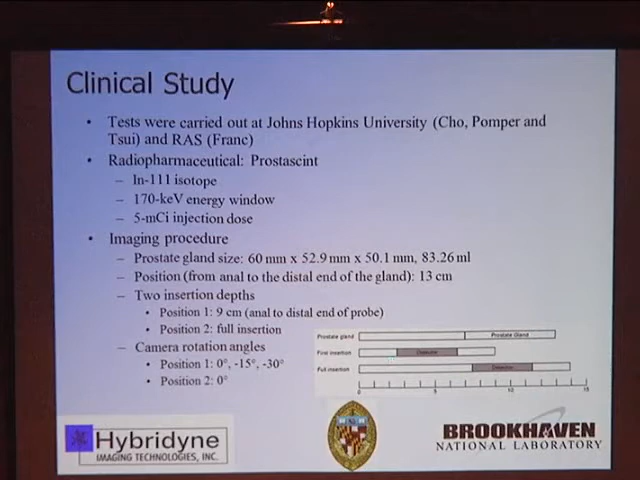 Clinical Study
• Tests were carried out at Johns Hopkins University (Cho, Pomper and
Tsui) and RAS (Franc)
• Radiopharmaceutical: Prostascint
– In-111 isotope
– 170-keV energy window
– 5-mCi injection dose
• Imaging procedure
– Prostate gland size: 60 mm x 52.9 mm x 50.1 mm, 83.26 ml
– Position (from anal to the distal end of the gland): 13 cm
– Two insertion depths
• Position 1: 9 cm (anal to distal end of probe)
• Position 2: full insertion
– Camera rotation angles
• Position 1: 0°, -15°, -30°
• Position 2: 0°
Prostate gland
Prostate Gland
First insertion
Full insertion
0 5 10 15
Hybridyne
IMAGING TECHNOLOGIES, INC.
BROOKHAVEN
NATIONAL LABORATORY